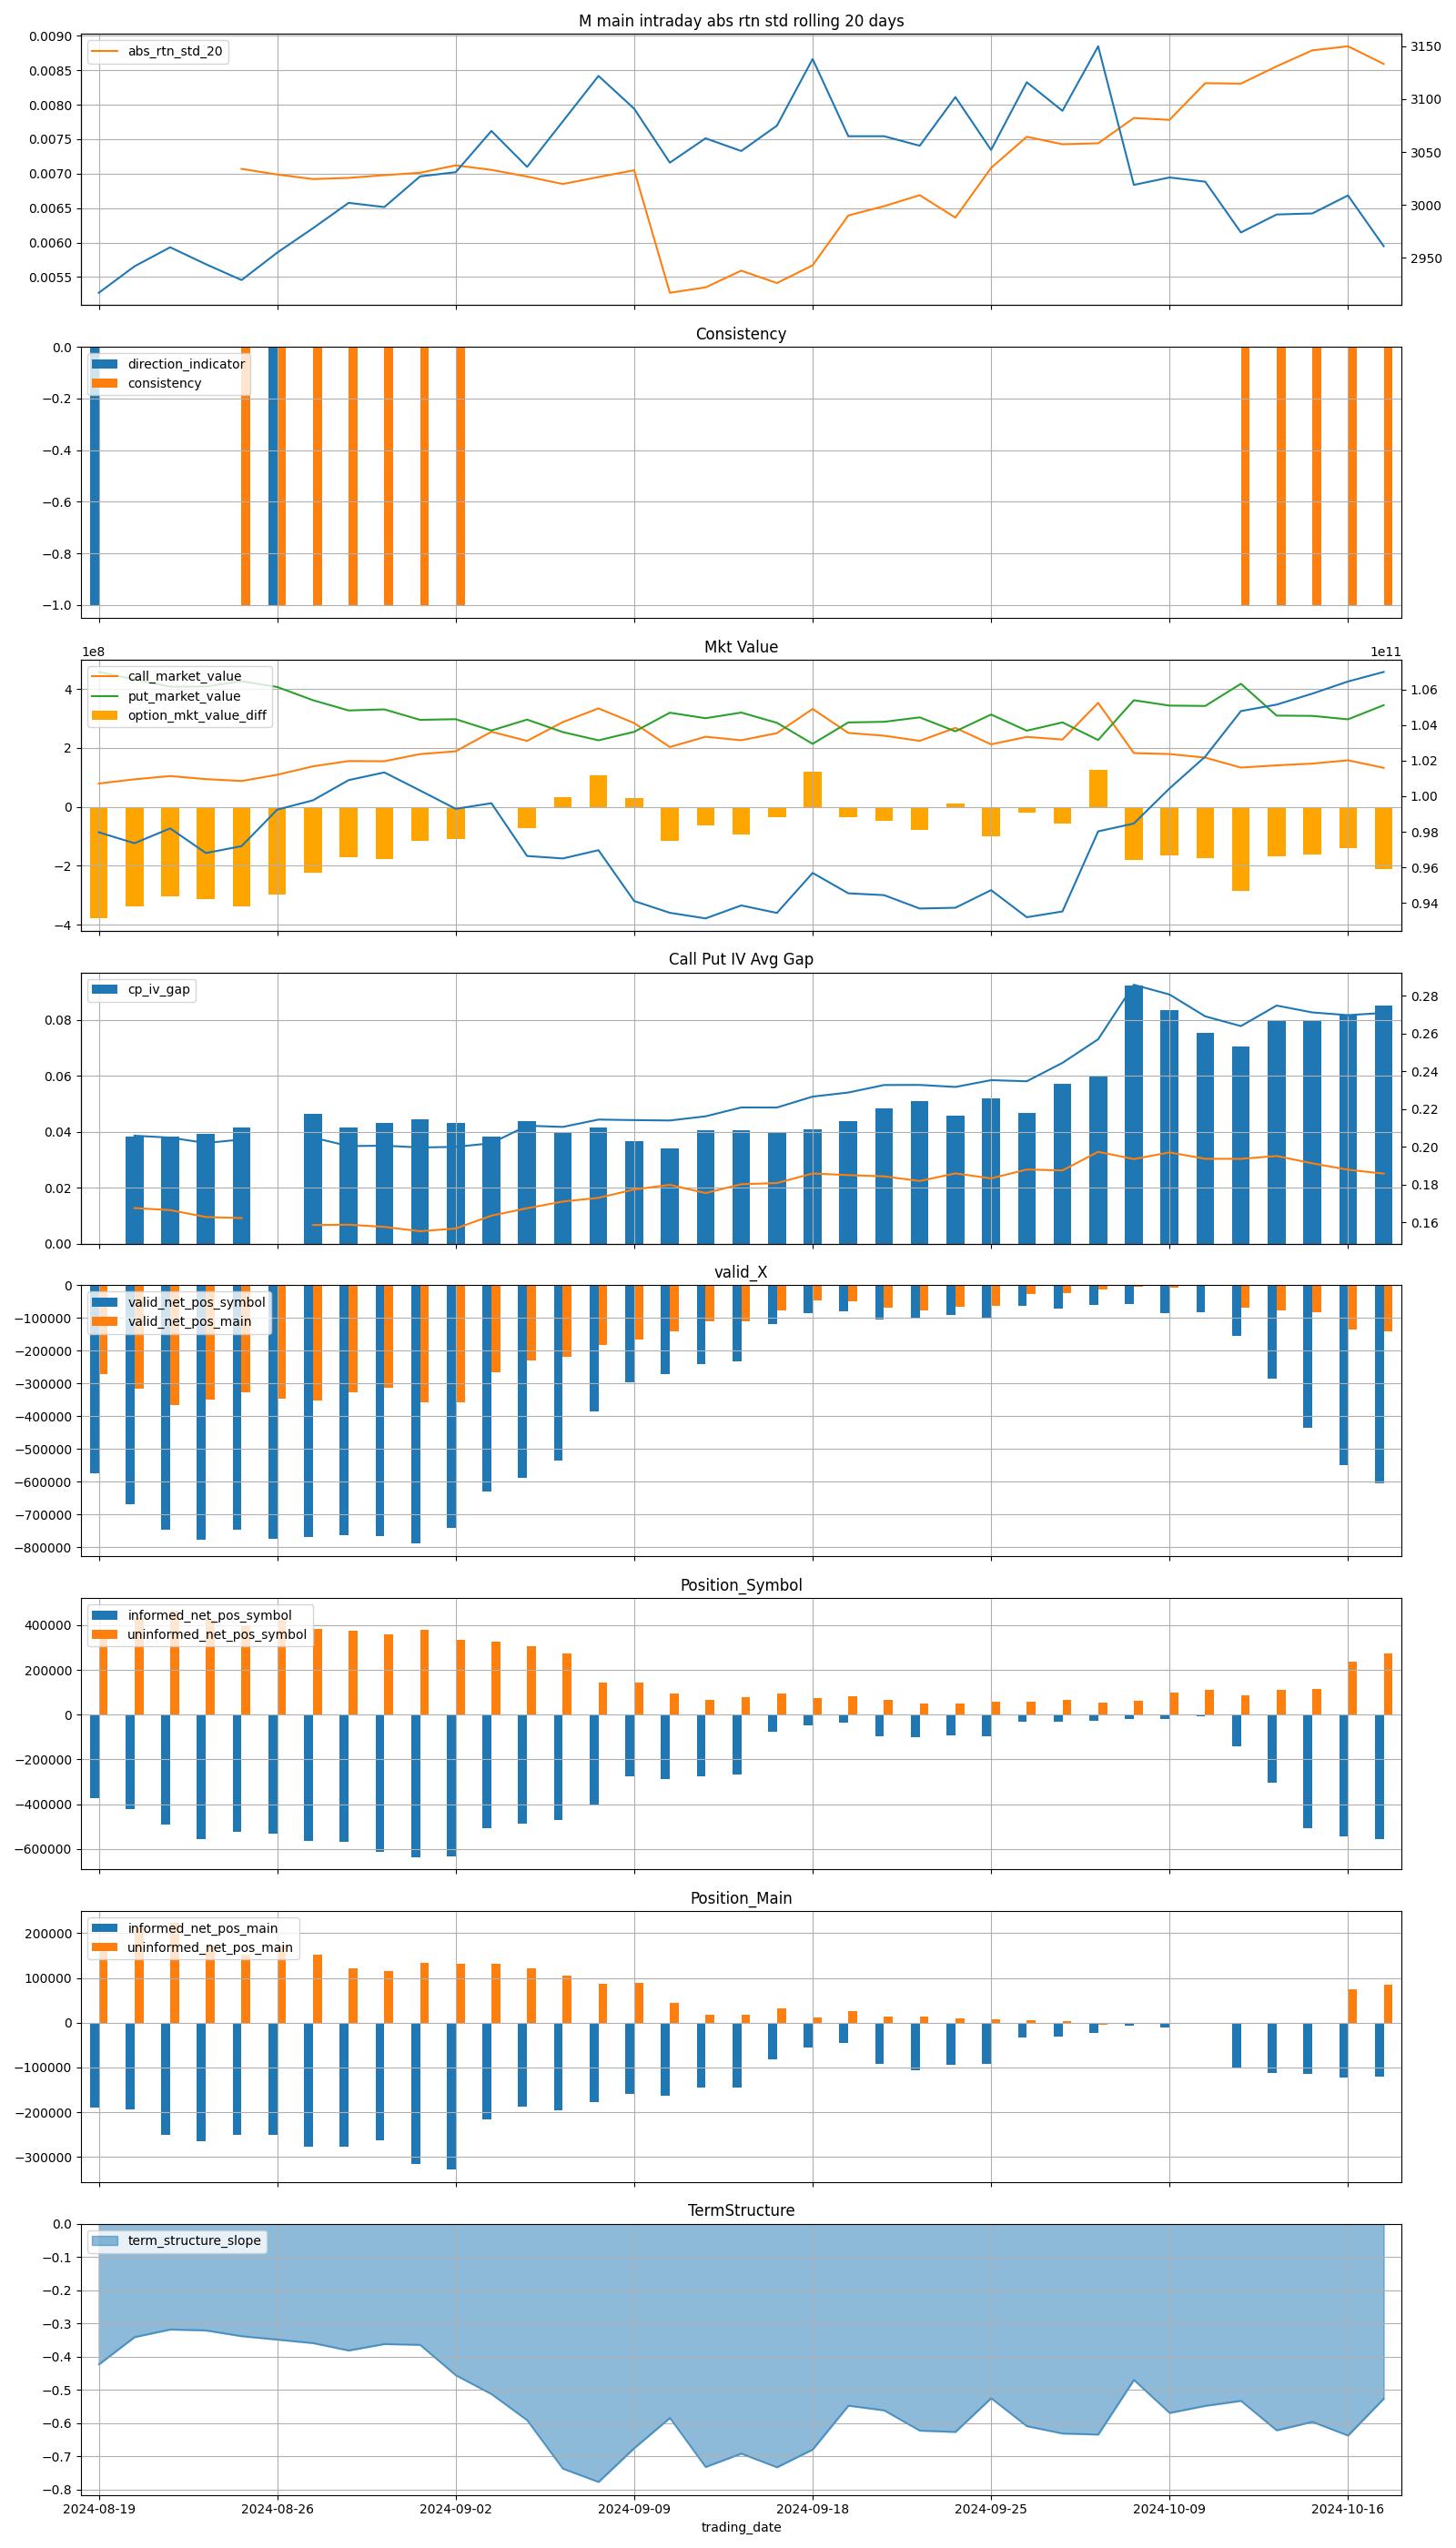 M main intraday abs rtn std rolling 20 days
abs_rtn_std_20
0.0090
0.0085
0.0080
0.0075
0.0070
0.0065
0.0060
0.0055
3150
3100
3050
3000
2950
Consistency
direction_indicator
consistency
0.0
−0.2
−0.4
−0.6
−0.8
−1.0
Mkt Value
1e8
1e11
call_market_value
put_market_value
option_mkt_value_diff
4
2
0
−2
−4
1.06
1.04
1.02
1.00
0.98
0.96
0.94
Call Put IV Avg Gap
cp_iv_gap
0.08
0.06
0.04
0.02
0.00
0.28
0.26
0.24
0.22
0.20
0.18
0.16
valid_X
valid_net_pos_symbol
valid_net_pos_main
0
−100000
−200000
−300000
−400000
−500000
−600000
−700000
−800000
Position_Symbol
informed_net_pos_symbol
uninformed_net_pos_symbol
400000
200000
0
−200000
−400000
−600000
Position_Main
informed_net_pos_main
uninformed_net_pos_main
200000
100000
0
−100000
−200000
−300000
TermStructure
term_structure_slope
0.0
−0.1
−0.2
−0.3
−0.4
−0.5
−0.6
−0.7
−0.8
2024-08-19 2024-08-26 2024-09-02 2024-09-09 2024-09-18 2024-09-25 2024-10-09 2024-10-16
trading_date